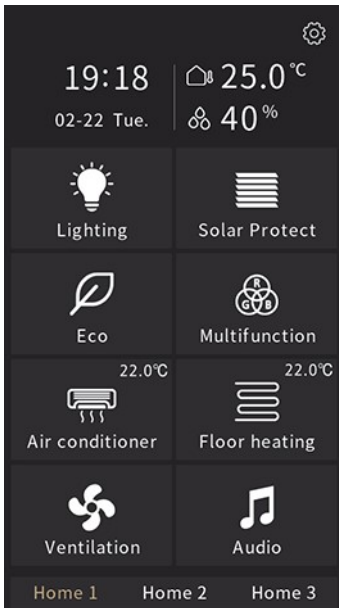 19:18
25.0℃
02-22 Tue.
40%
Lighting
Solar Protect
Eco
R
G B
Multifunction
22.0℃
22.0℃
Air conditioner
Floor heating
Ventilation
Audio
Home 1 Home 2 Home 3